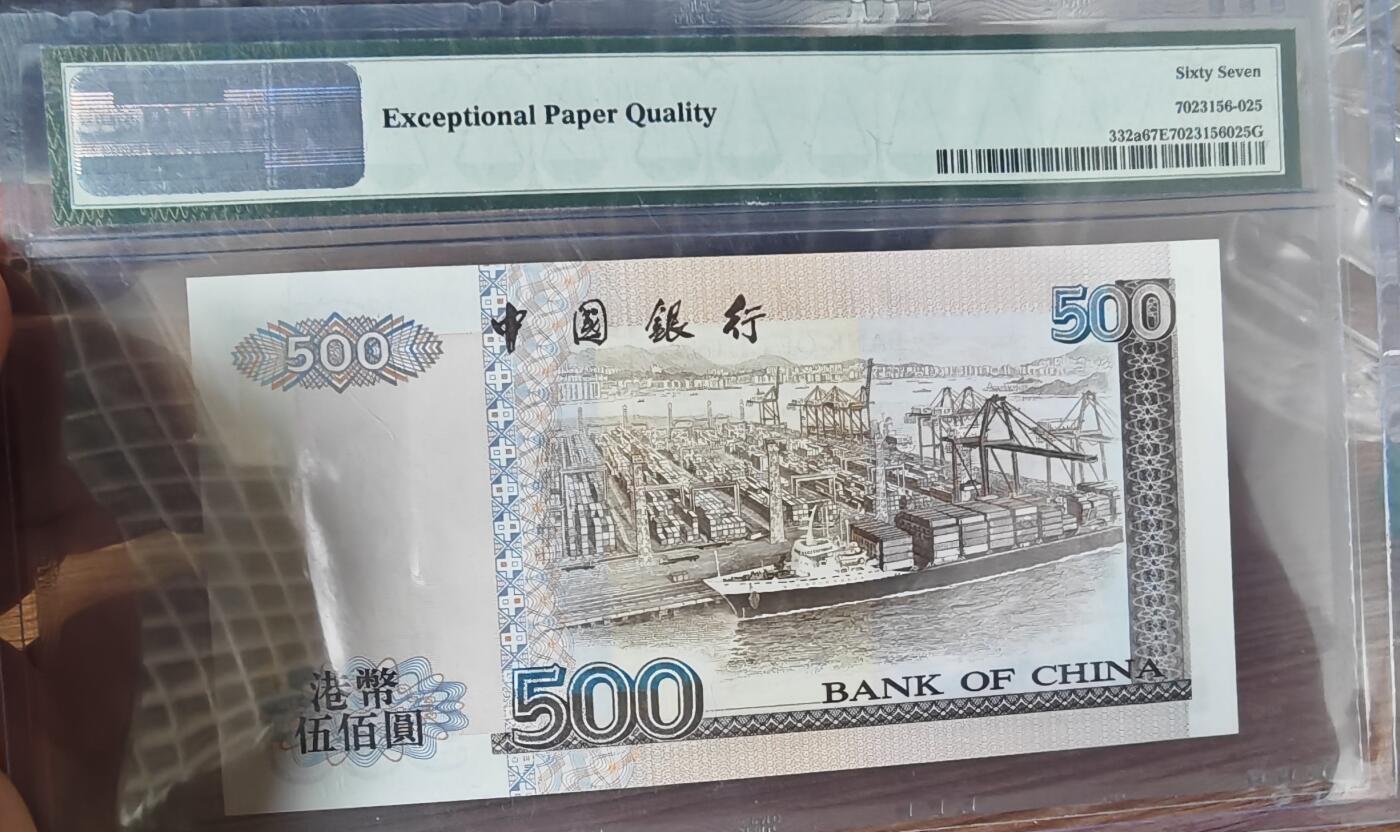 Exceptional Paper Quality
Sixty Seven
7023156-025
332a67E7023156025G
500
中國銀行
500
港幣
伍佰圓
500
BANK OF CHINA